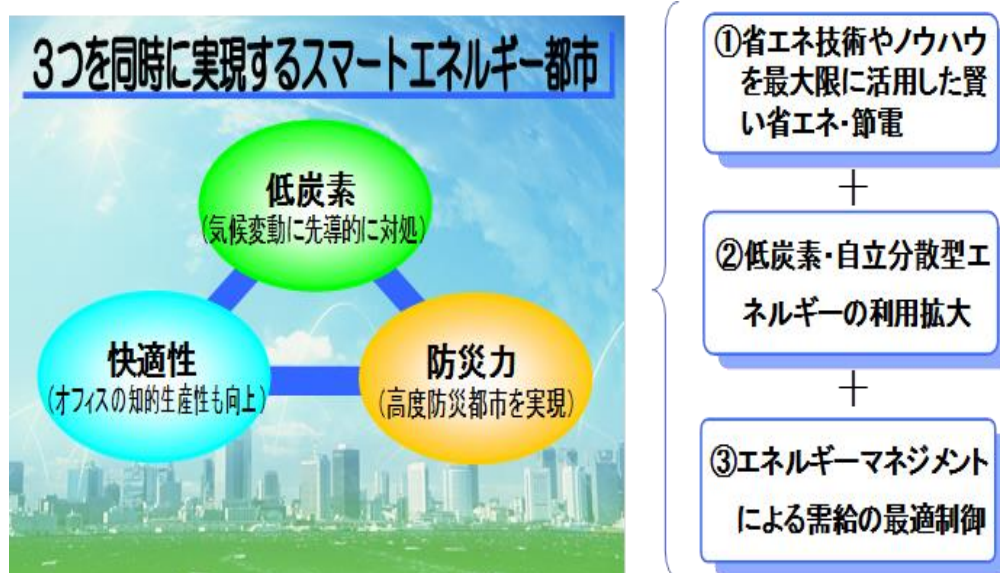 3つを同時に実現するスマートエネルギー都市
低炭素
(気候変動に先導的に対処)
快適性
(オフィスの知的生産性も向上)
防災力
(高度防災都市を実現)
①省エネ技術やノウハウ
を最大限に活用した賢
い省エネ・節電
+
②低炭素・自立分散型エ
ネルギーの利用拡大
+
③エネルギーマネジメント
による需給の最適制御